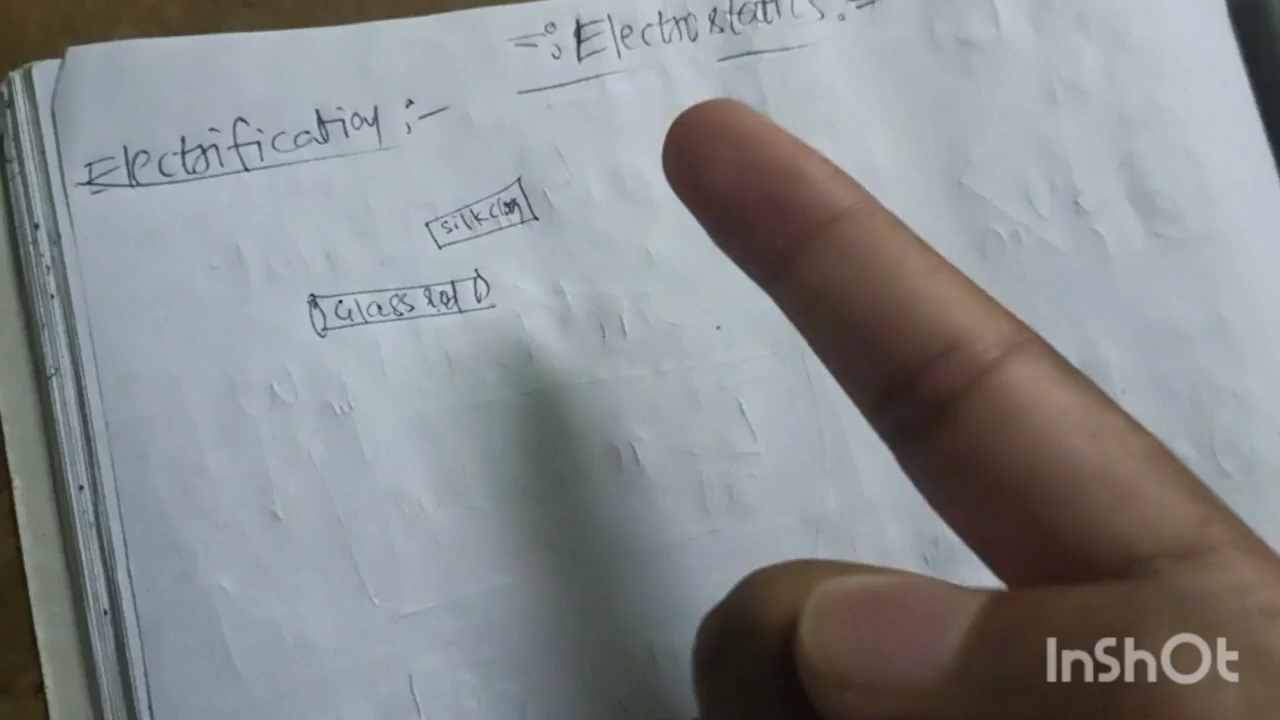 -: Electrostatics :-
Electrification :-
silk cloth
Glass rod
InShOt